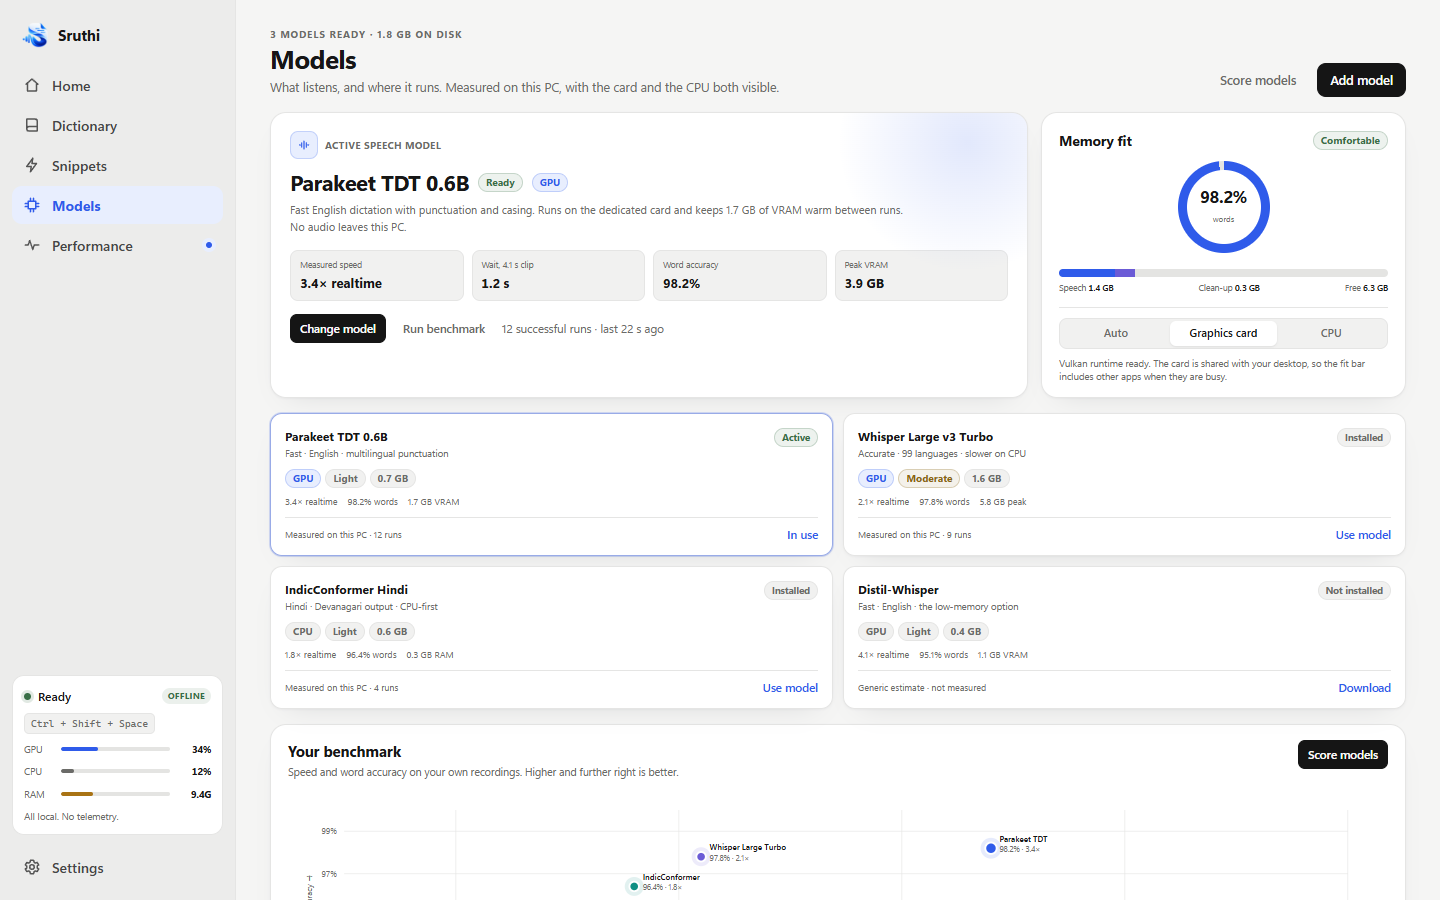 Sruthi
Home
Dictionary
Snippets
Models
Performance
Ready
OFFLINE
Ctrl + Shift + Space
GPU 34%
CPU 12%
RAM 9.4G
All local. No telemetry.
Settings
3 MODELS READY · 1.8 GB ON DISK
Models
What listens, and where it runs. Measured on this PC, with the card and the CPU both visible.
Score models
Add model
ACTIVE SPEECH MODEL
Parakeet TDT 0.6B Ready GPU
Fast English dictation with punctuation and casing. Runs on the dedicated card and keeps 1.7 GB of VRAM warm between runs.
No audio leaves this PC.
Measured speed
3.4× realtime
Wait, 4.1 s clip
1.2 s
Word accuracy
98.2%
Peak VRAM
3.9 GB
Change model Run benchmark 12 successful runs · last 22 s ago
Memory fit Comfortable
98.2%
words
Speech 1.4 GB Clean-up 0.3 GB Free 6.3 GB
Auto Graphics card CPU
Vulkan runtime ready. The card is shared with your desktop, so the fit bar
includes other apps when they are busy.
Parakeet TDT 0.6B Active
Fast · English · multilingual punctuation
GPU Light 0.7 GB
3.4× realtime 98.2% words 1.7 GB VRAM
Measured on this PC · 12 runs In use
Whisper Large v3 Turbo Installed
Accurate · 99 languages · slower on CPU
GPU Moderate 1.6 GB
2.1× realtime 97.8% words 5.8 GB peak
Measured on this PC · 9 runs Use model
IndicConformer Hindi Installed
Hindi · Devanagari output · CPU-first
CPU Light 0.6 GB
1.8× realtime 96.4% words 0.3 GB RAM
Measured on this PC · 4 runs Use model
Distil-Whisper Not installed
Fast · English · the low-memory option
GPU Light 0.4 GB
4.1× realtime 95.1% words 1.1 GB VRAM
Generic estimate · not measured Download
Your benchmark
Speed and word accuracy on your own recordings. Higher and further right is better.
Score models
99%
97%
Parakeet TDT
98.2% · 3.4×
Whisper Large Turbo
97.8% · 2.1×
IndicConformer
96.4% · 1.8×